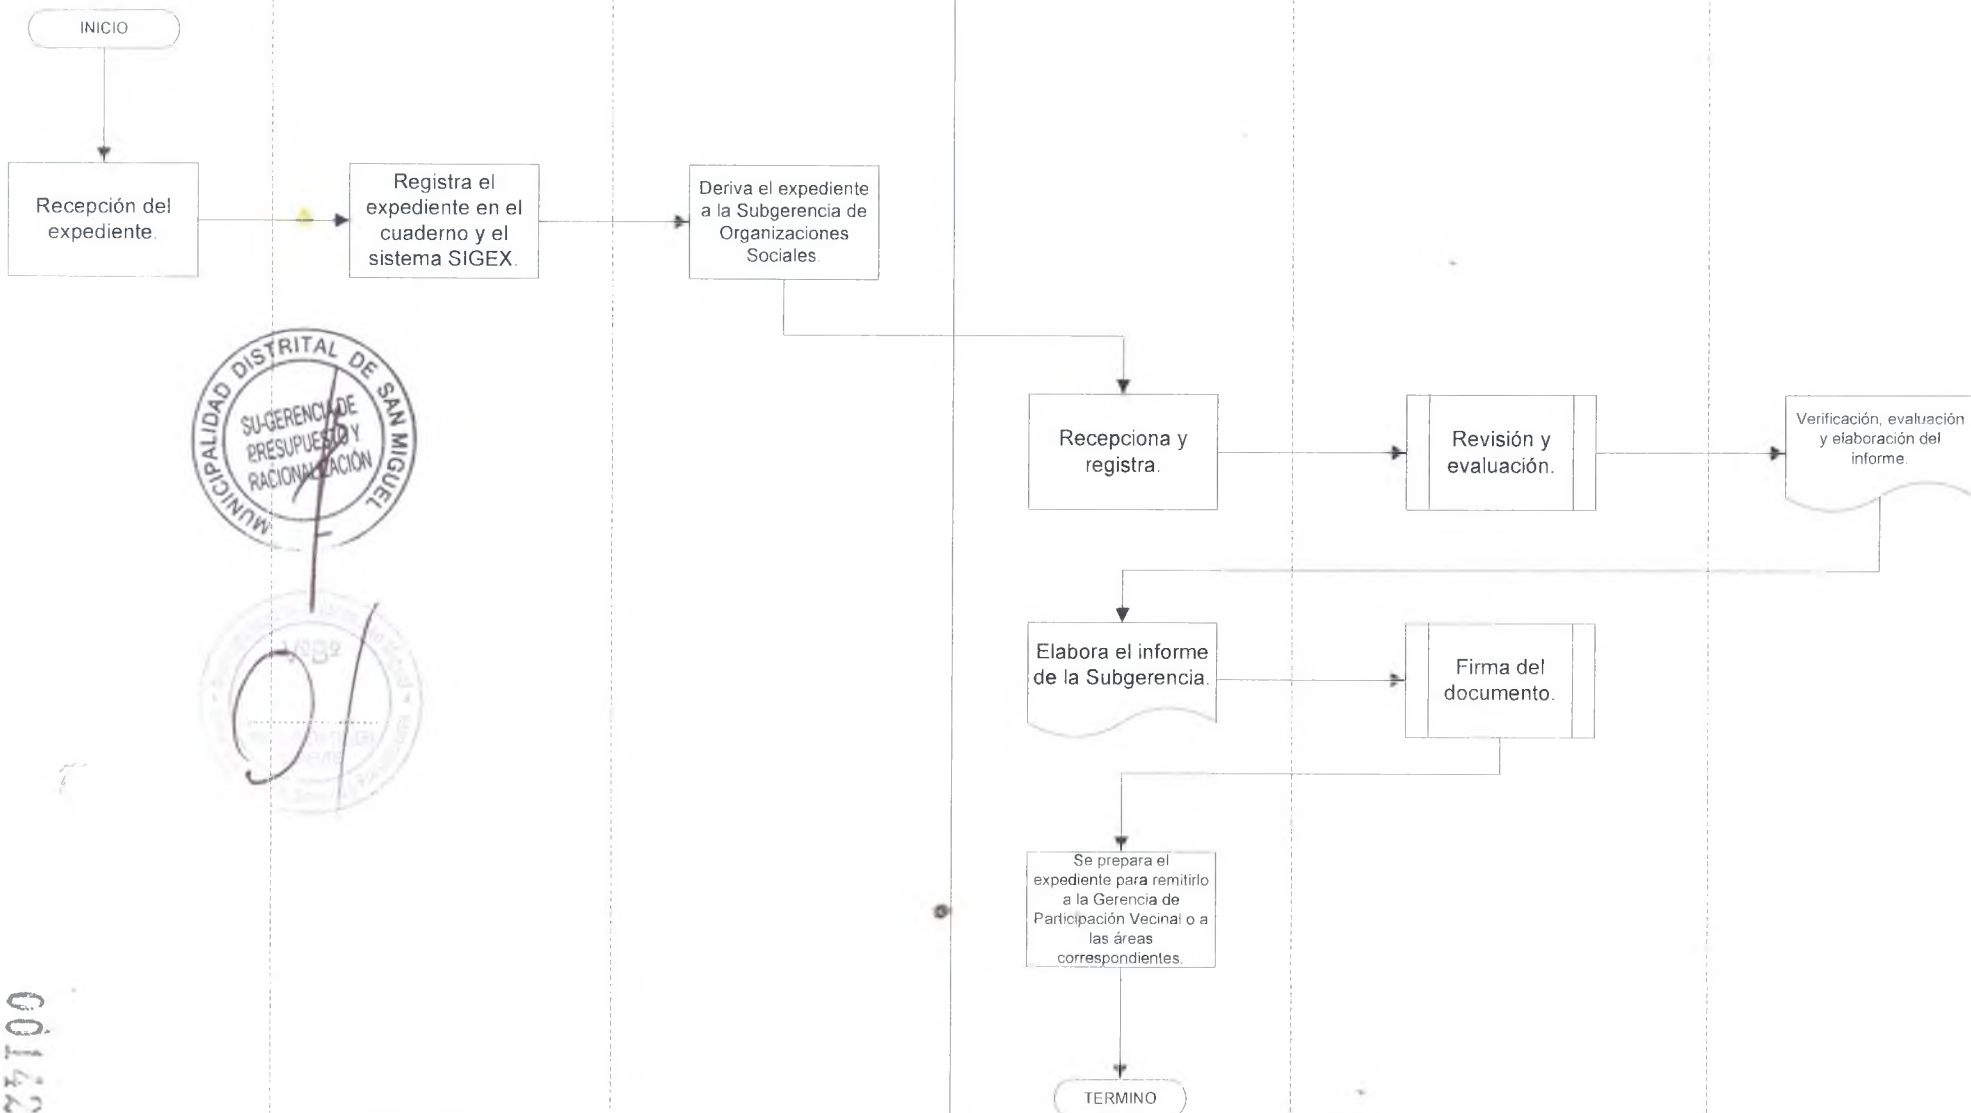 INICIO
Recepción del
expediente.
Registra el
expediente en el
cuaderno y el
sistema SIGEX.
Deriva el expediente
a la Subgerencia de
Organizaciones
Sociales.
MUNICIPALIDAD DISTRITAL DE SAN MIGUEL
SU-GERENCIA DE
PRESUPUESTO Y
RACIONALIZACIÓN
Recepciona y
registra.
Revisión y
evaluación.
Verificación, evaluación
y elaboración del
informe.
VºBº
Elabora el informe
de la Subgerencia.
Firma del
documento.
Se prepara el
expediente para remitirlo
a la Gerencia de
Participación Vecinal o a
las áreas
correspondientes.
TERMINO
00142